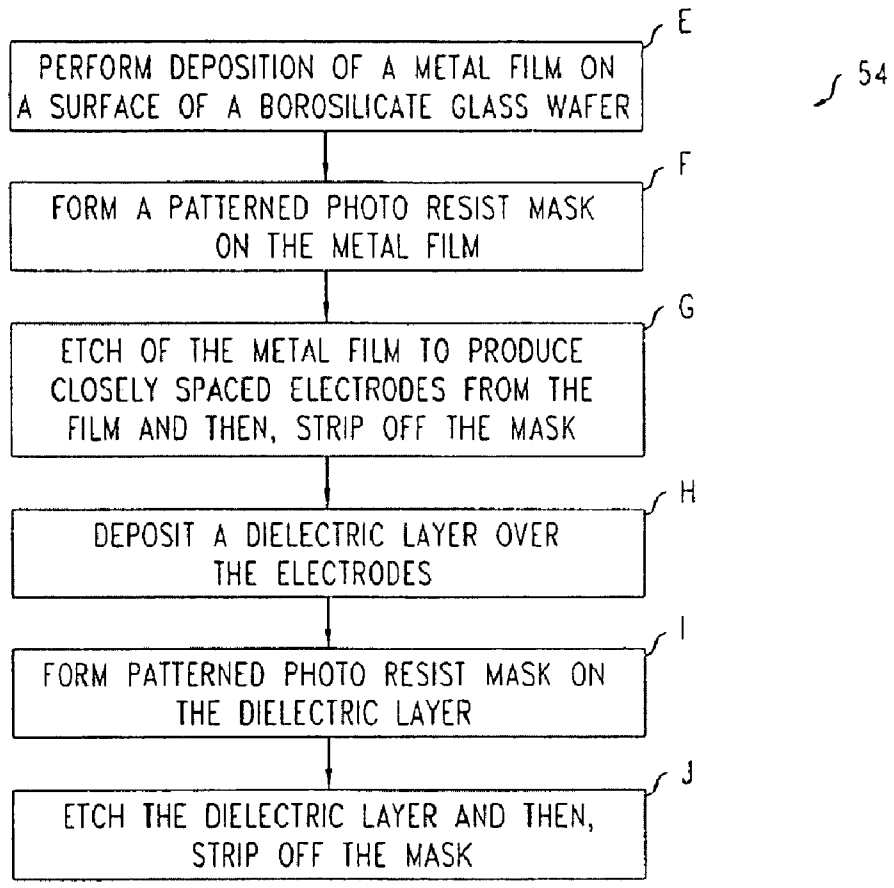 E
54
PERFORM DEPOSITION OF A METAL FILM ON
A SURFACE OF A BOROSILICATE GLASS WAFER
F
FORM A PATTERNED PHOTO RESIST MASK
ON THE METAL FILM
G
ETCH OF THE METAL FILM TO PRODUCE
CLOSELY SPACED ELECTRODES FROM THE
FILM AND THEN, STRIP OFF THE MASK
H
DEPOSIT A DIELECTRIC LAYER OVER
THE ELECTRODES
I
FORM PATTERNED PHOTO RESIST MASK ON
THE DIELECTRIC LAYER
J
ETCH THE DIELECTRIC LAYER AND THEN,
STRIP OFF THE MASK